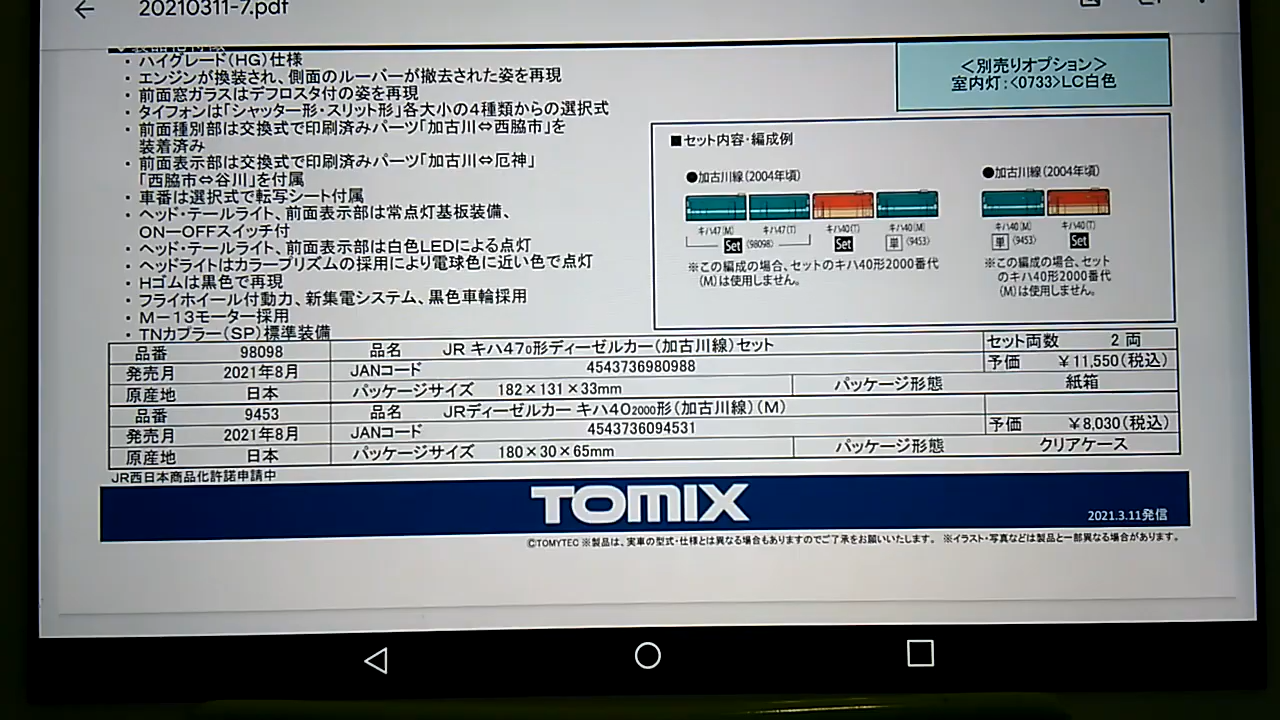 20210311-7.pdf
・ ハイグレード(HG)仕様
・ エンジンが換装され、側面のルーバーが撤去された姿を再現
・ 前面窓ガラスはデフロスタ付の姿を再現
・ タイフォンは「シャッター形・スリット形」各大小の4種類からの選択式
・ 前面種別部は交換式で印刷済みパーツ「加古川⇔西脇市」を
装着済み
・ 前面表示部は交換式で印刷済みパーツ「加古川⇔厄神」
「西脇市⇔谷川」を付属
・ 車番は選択式で転写シート付属
・ ヘッド・テールライト、前面表示部は常点灯基板装備、
ON-OFFスイッチ付
・ ヘッド・テールライト、前面表示部は白色LEDによる点灯
・ ヘッドライトはカラープリズムの採用により電球色に近い色で点灯
・ Hゴムは黒色で再現
・ フライホイール付動力、新集電システム、黒色車輪採用
・ M-13モーター採用
・ TNカプラー(SP)標準装備
<別売りオプション>
室内灯:<0733>LC白色
■セット内容・編成例
●加古川線(2004年頃)
キハ47(M) キハ47(T) キハ40(T) キハ40(M)
Set (98098) Set 単 (9453)
※この編成の場合、セットのキハ40形2000番代
(M)は使用しません。
●加古川線(2004年頃)
キハ40(M) キハ40(T)
単 (9453) Set
※この編成の場合、セット
のキハ40形2000番代
(M)は使用しません。
品番 98098 品名 JR キハ47 0形ディーゼルカー(加古川線)セット セット両数 2 両
発売月 2021年8月 JANコード 4543736980988 予価 ¥11,550(税込)
原産地 日本 パッケージサイズ 182×131×33mm パッケージ形態 紙箱
品番 9453 品名 JRディーゼルカー キハ40 2000形(加古川線)(M)
発売月 2021年8月 JANコード 4543736094531 予価 ¥8,030(税込)
原産地 日本 パッケージサイズ 180×30×65mm パッケージ形態 クリアケース
JR西日本商品化許諾申請中
TOMIX
2021.3.11発信
©TOMYTEC ※製品は、実車の型式・仕様とは異なる場合もありますのでご了承をお願いいたします。 ※イラスト・写真などは製品と一部異なる場合があります。